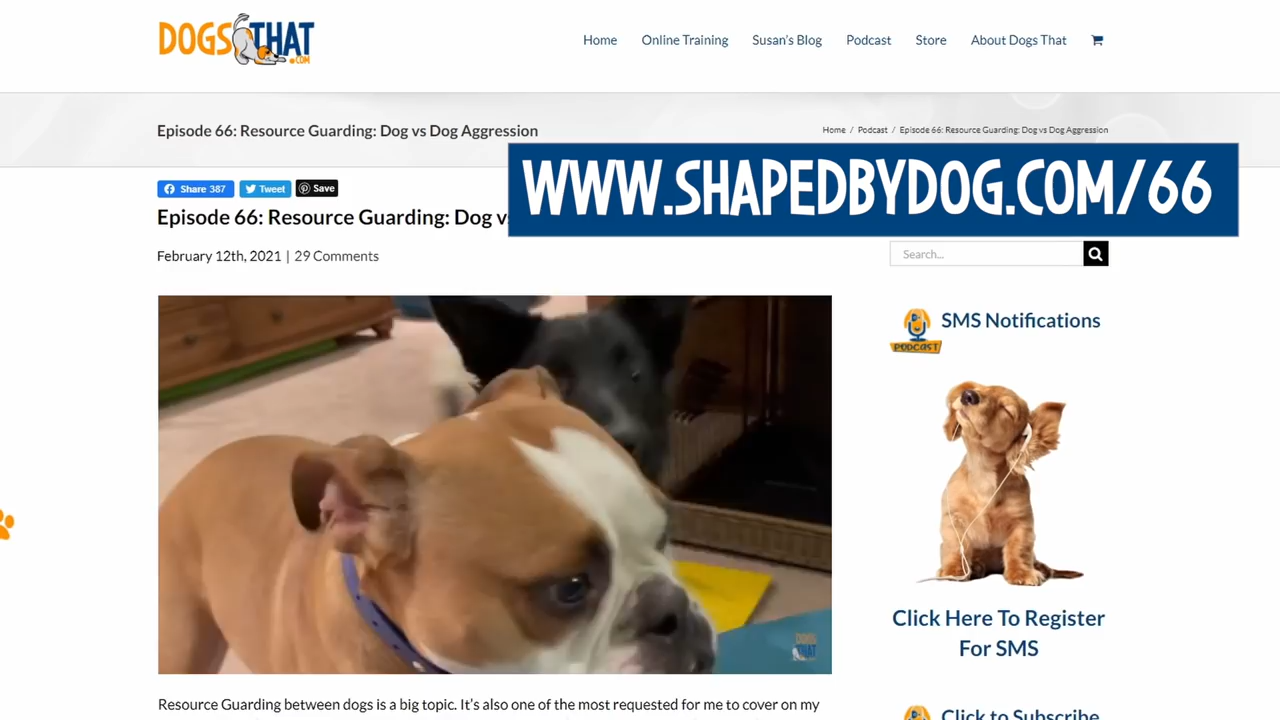 DOGS THAT .COM
Home Online Training Susan's Blog Podcast Store About Dogs That
Episode 66: Resource Guarding: Dog vs Dog Aggression
Home / Podcast / Episode 66: Resource Guarding: Dog vs Dog Aggression
WWW.SHAPEDBYDOG.COM/66
Share 387 Tweet Save
Episode 66: Resource Guarding: Dog
February 12th, 2021 | 29 Comments
Search...
SMS Notifications
PODCAST
DOGS THAT
Click Here To Register
For SMS
Resource Guarding between dogs is a big topic. It's also one of the most requested for me to cover on my
Click to Subscribe